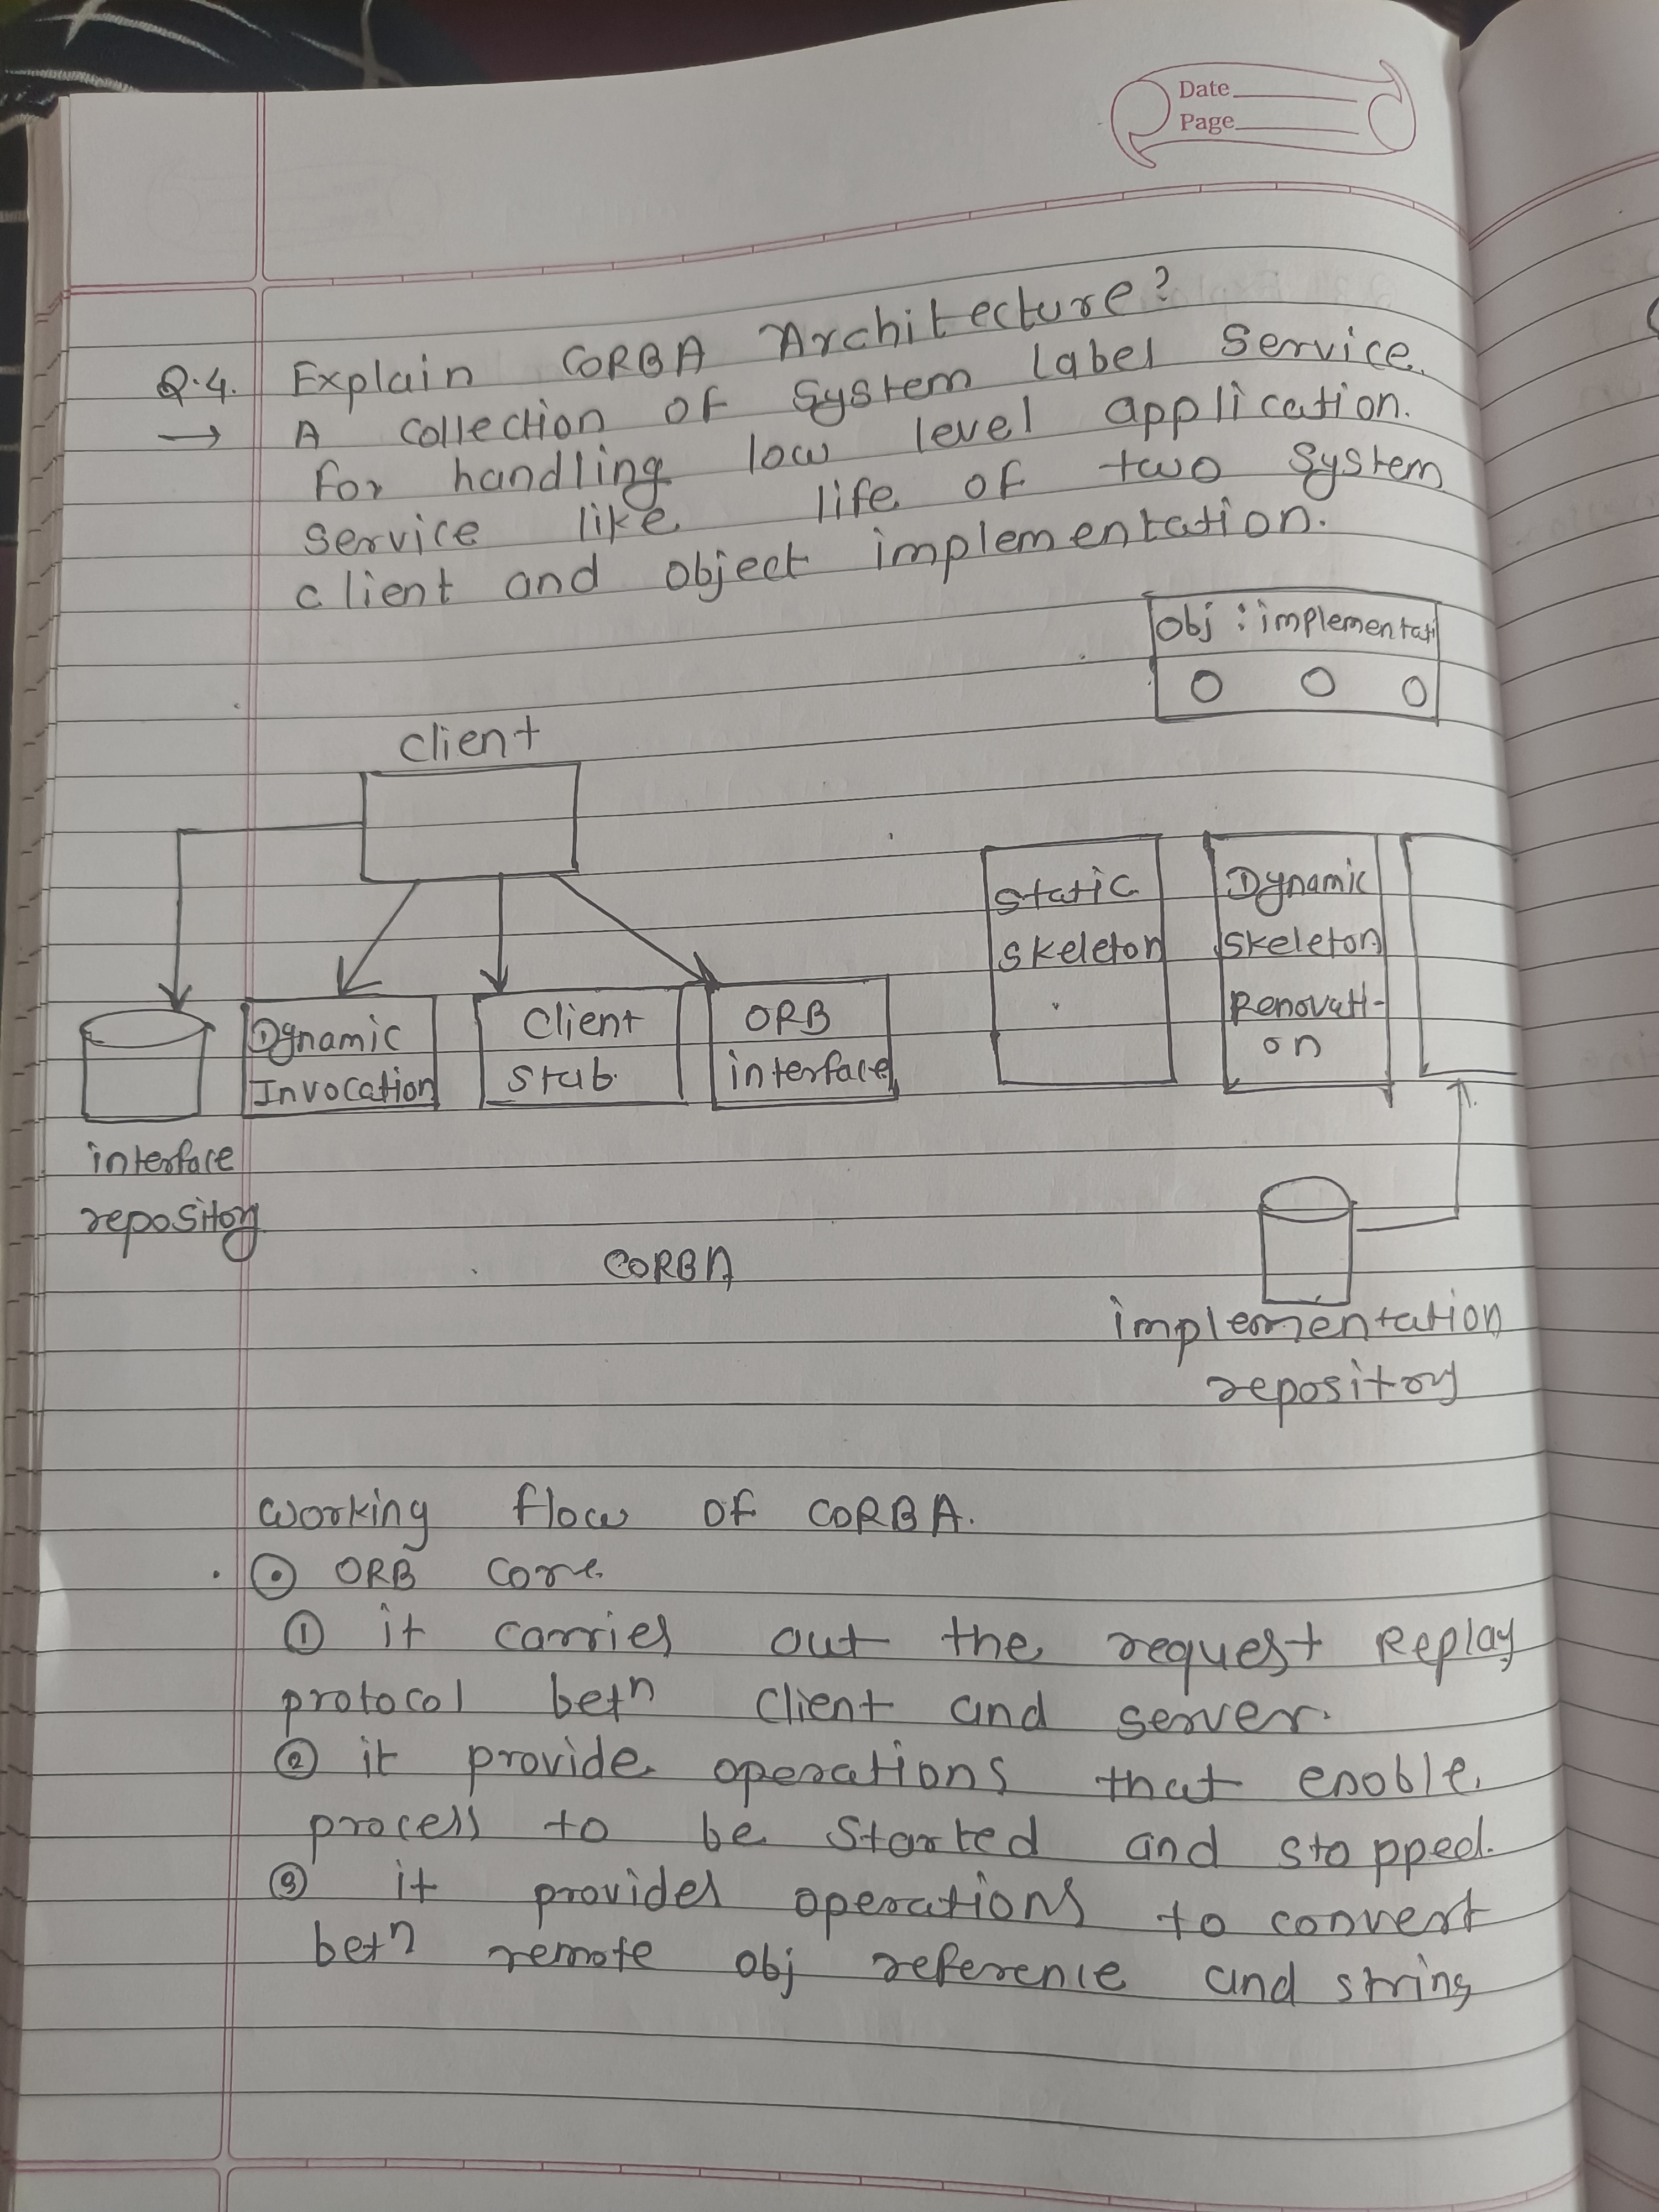 Date
Page
Q.4. Explain CORBA Architecture?
→ A collection of System label Service.
For handling low level application.
service like life of two system
client and object implementation.
Obj : implementati
client
Static
Skeleton
Dynamic
Skeleton
Renovati-
on
Dynamic
Invocation
Client
Stub.
ORB
interface
interface
repository
CORBA
implementation
repository
Working flow of CORBA.
⊙ ORB Core
① it carries out the request Replay
protocol betn client and server.
② it provide operations that enoble
process to be started and stopped.
③ it provides operations to convert
betn remote obj reference and string